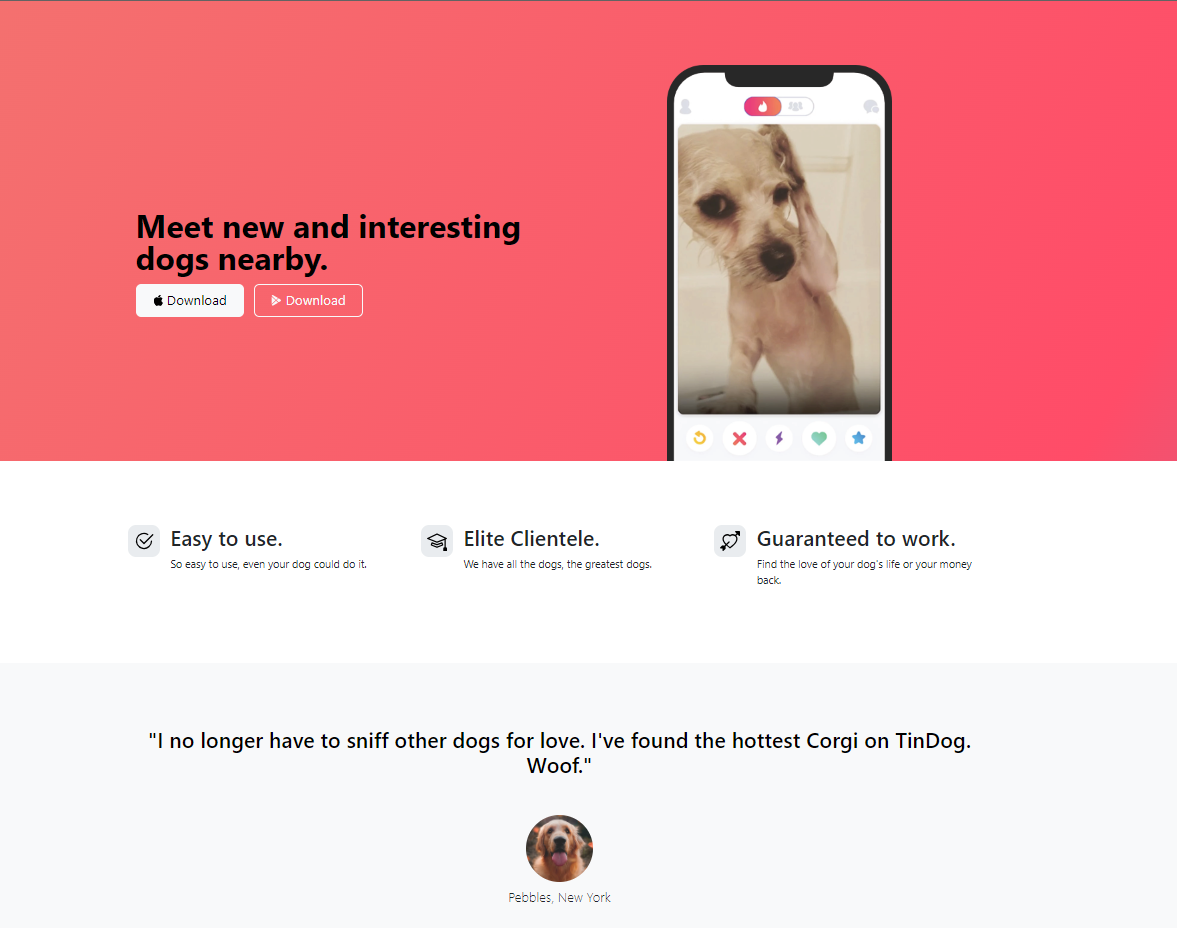 Meet new and interesting
dogs nearby.
Download
Download
Easy to use.
So easy to use, even your dog could do it.
Elite Clientele.
We have all the dogs, the greatest dogs.
Guaranteed to work.
Find the love of your dog's life or your money
back.
"I no longer have to sniff other dogs for love. I've found the hottest Corgi on TinDog.
Woof."
Pebbles, New York